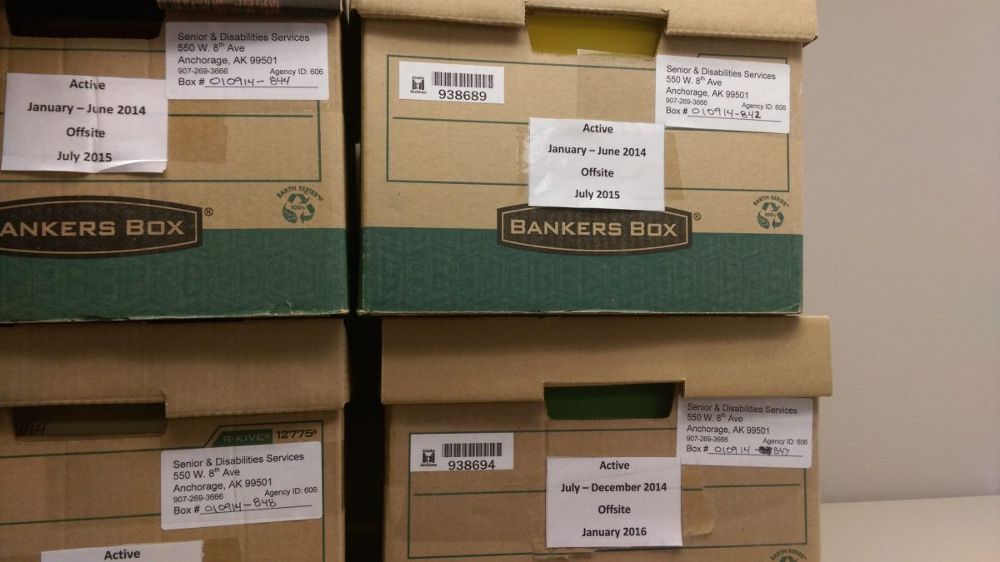 Senior & Disabilities Services
550 W. 8th Ave
Anchorage, AK 99501
907-269-3666 Agency ID: 606
Box # 010914-844
Active
January – June 2014
Offsite
July 2015
EARTH SERIES™
100%
ANKERS BOX®
Alaska
Archives
938689
Senior & Disabilities Services
550 W. 8th Ave
Anchorage, AK 99501
907-269-3666 Agency ID: 606
Box # 010914-842
Active
January – June 2014
Offsite
July 2015
BANKERS BOX®
EARTH SERIES™
100%
R-KIVE® 12775
Senior & Disabilities Services
550 W. 8th Ave
Anchorage, AK 99501
907-269-3666 Agency ID: 606
Box # 010914-848
Active
Alaska
Archives
938694
Senior & Disabilities Services
550 W. 8th Ave
Anchorage, AK 99501
907-269-3666 Agency ID: 606
Box # 010914-847
Active
July – December 2014
Offsite
January 2016
EARTH SERIES™